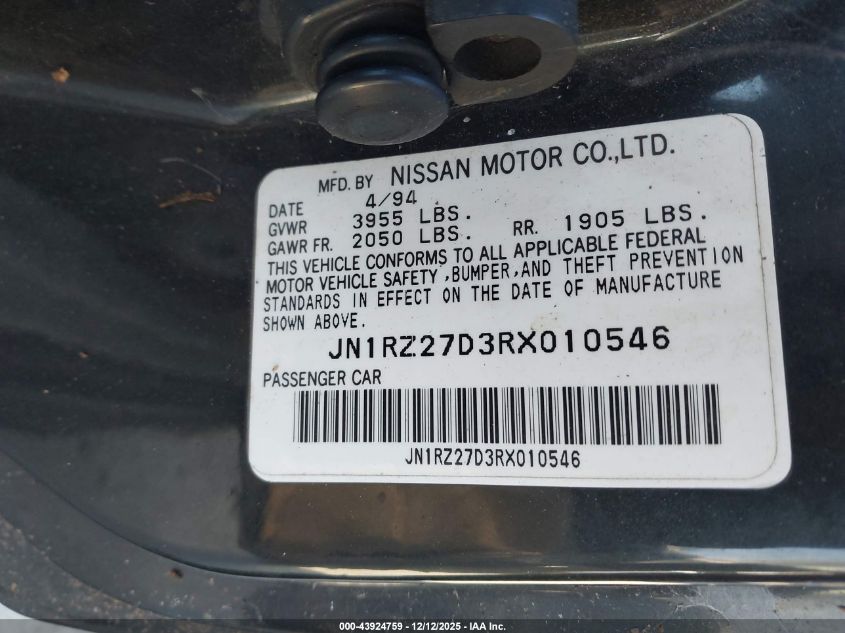 MFD. BY NISSAN MOTOR CO.,LTD.
DATE 4/94
GVWR 3955 LBS.
GAWR FR. 2050 LBS. RR. 1905 LBS.
THIS VEHICLE CONFORMS TO ALL APPLICABLE FEDERAL
MOTOR VEHICLE SAFETY ,BUMPER,AND THEFT PREVENTION
STANDARDS IN EFFECT ON THE DATE OF MANUFACTURE
SHOWN ABOVE.
JN1RZ27D3RX010546
PASSENGER CAR
JN1RZ27D3RX010546
000-43924759 - 12/12/2025 - IAA Inc.